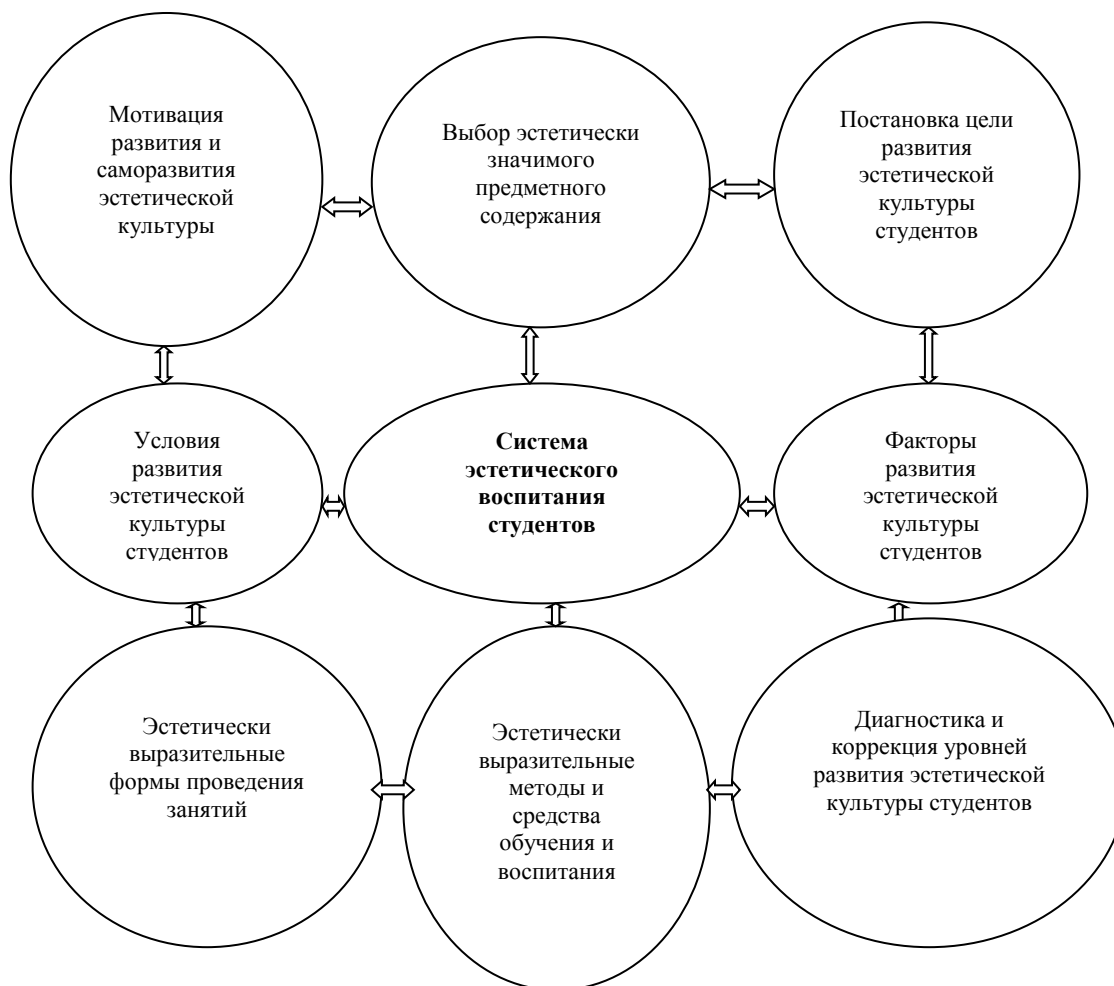 Мотивация
развития и
саморазвития
эстетической
культуры
Выбор эстетически
значимого
предметного
содержания
Постановка цели
развития
эстетической
культуры
студентов
Условия
развития
эстетической
культуры
студентов
Система
эстетического
воспитания
студентов
Факторы
развития
эстетической
культуры
студентов
Эстетически
выразительные
формы проведения
занятий
Эстетически
выразительные
методы и
средства
обучения и
воспитания
Диагностика и
коррекция уровней
развития эстетической
культуры студентов